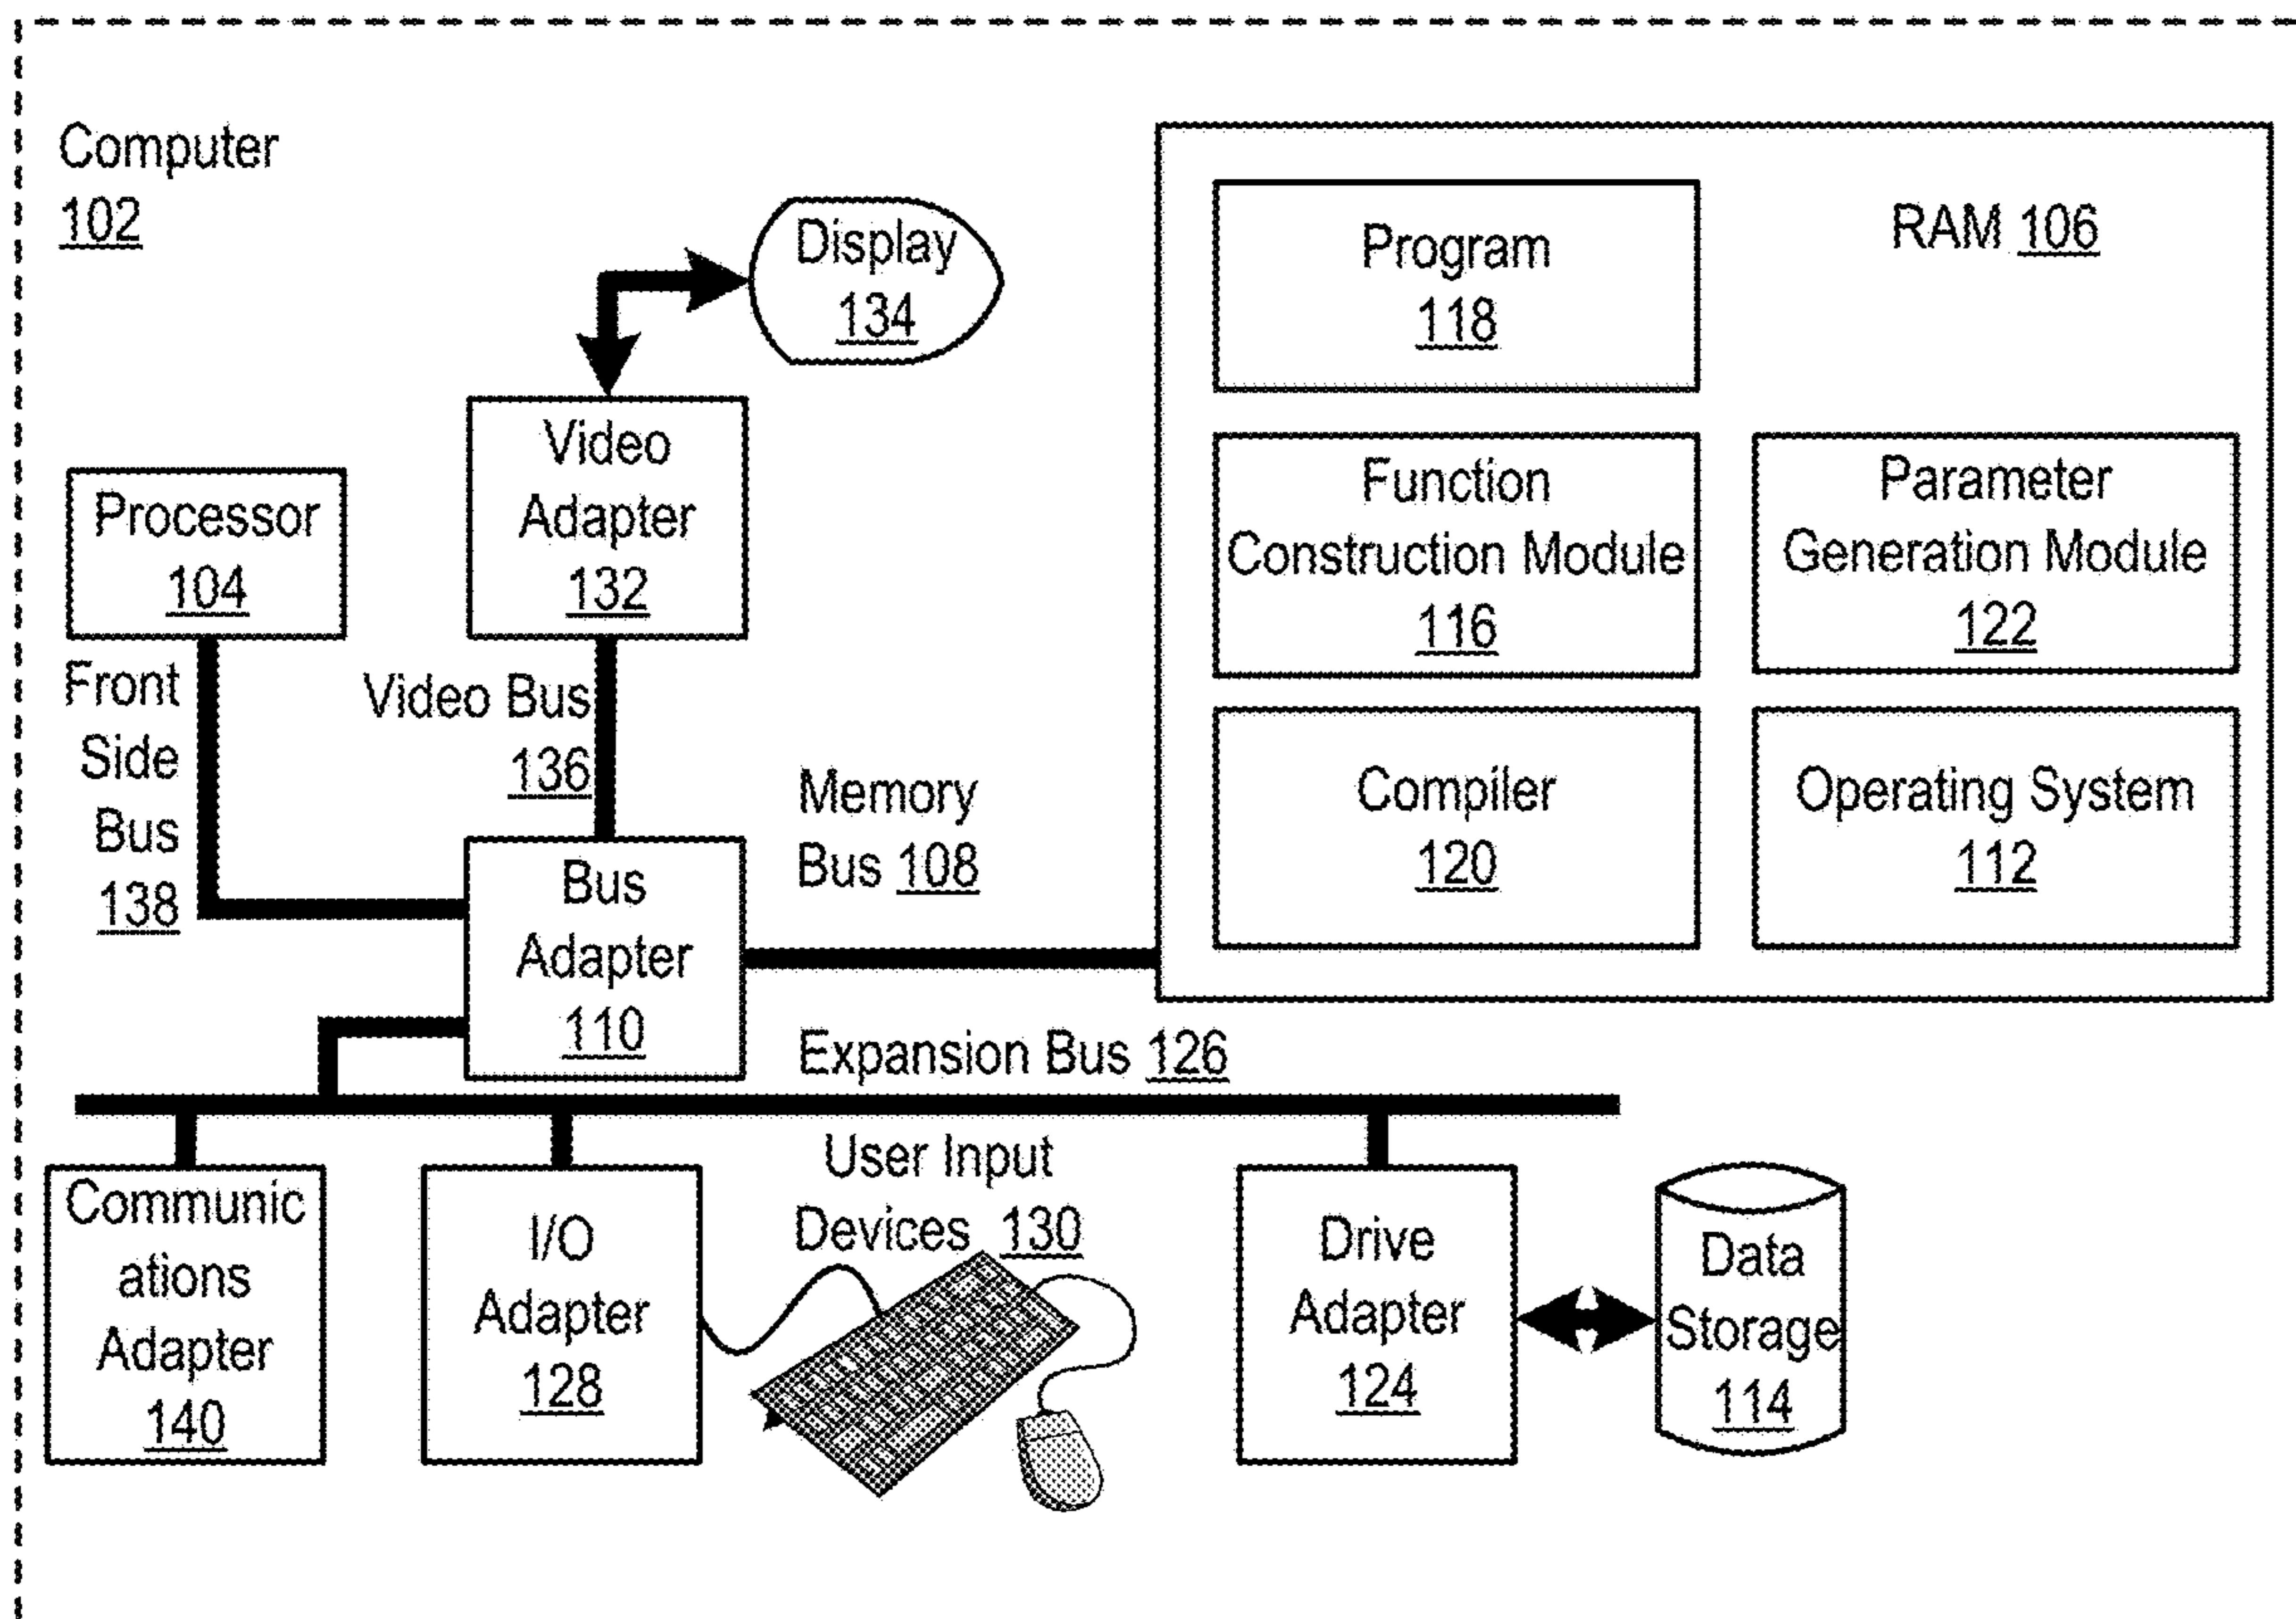 Computer
102
Display
134
Program
118
RAM 106
Video
Adapter
132
Processor
104
Function
Construction Module
116
Parameter
Generation Module
122
Front
Side
Bus
138
Video Bus
136
Memory
Bus 108
Compiler
120
Operating System
112
Bus
Adapter
110
Expansion Bus 126
Communic
ations
Adapter
140
I/O
Adapter
128
User Input
Devices 130
Drive
Adapter
124
Data
Storage
114